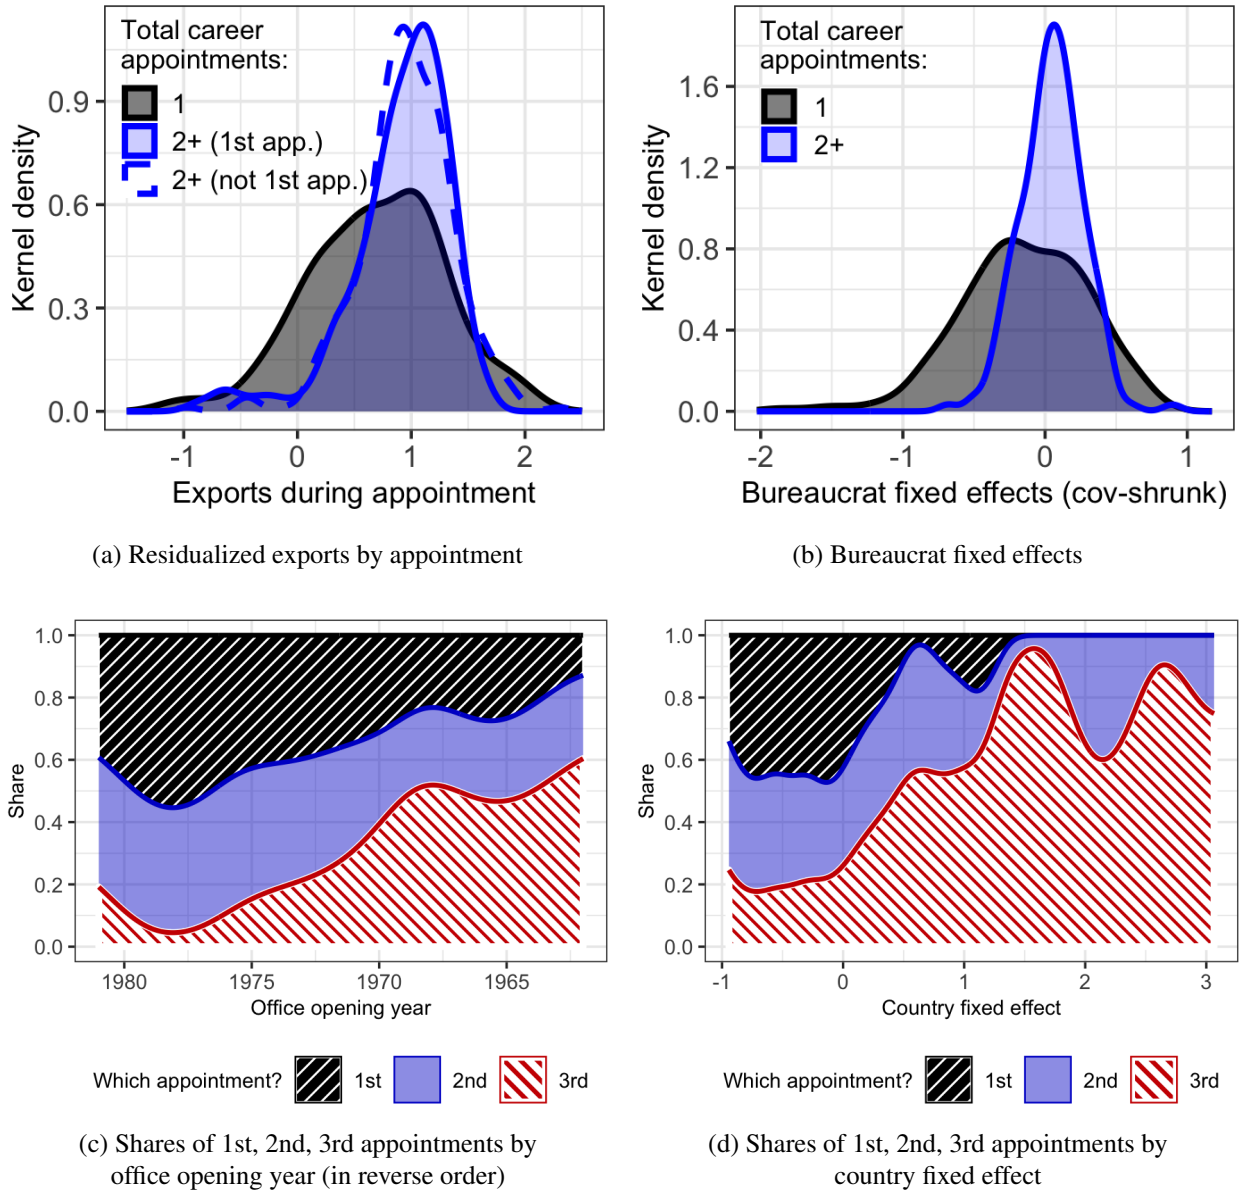 Total career
appointments:
1
2+ (1st app.)
2+ (not 1st app.)
Kernel density
0.9
0.6
0.3
0.0
-1 0 1 2
Exports during appointment
(a) Residualized exports by appointment
Total career
appointments:
1
2+
Kernel density
1.6
1.2
0.8
0.4
0.0
-2 -1 0 1
Bureaucrat fixed effects (cov-shrunk)
(b) Bureaucrat fixed effects
Share
1.0
0.8
0.6
0.4
0.2
0.0
1980 1975 1970 1965
Office opening year
Which appointment? 1st 2nd 3rd
(c) Shares of 1st, 2nd, 3rd appointments by
office opening year (in reverse order)
Share
1.0
0.8
0.6
0.4
0.2
0.0
-1 0 1 2 3
Country fixed effect
Which appointment? 1st 2nd 3rd
(d) Shares of 1st, 2nd, 3rd appointments by
country fixed effect